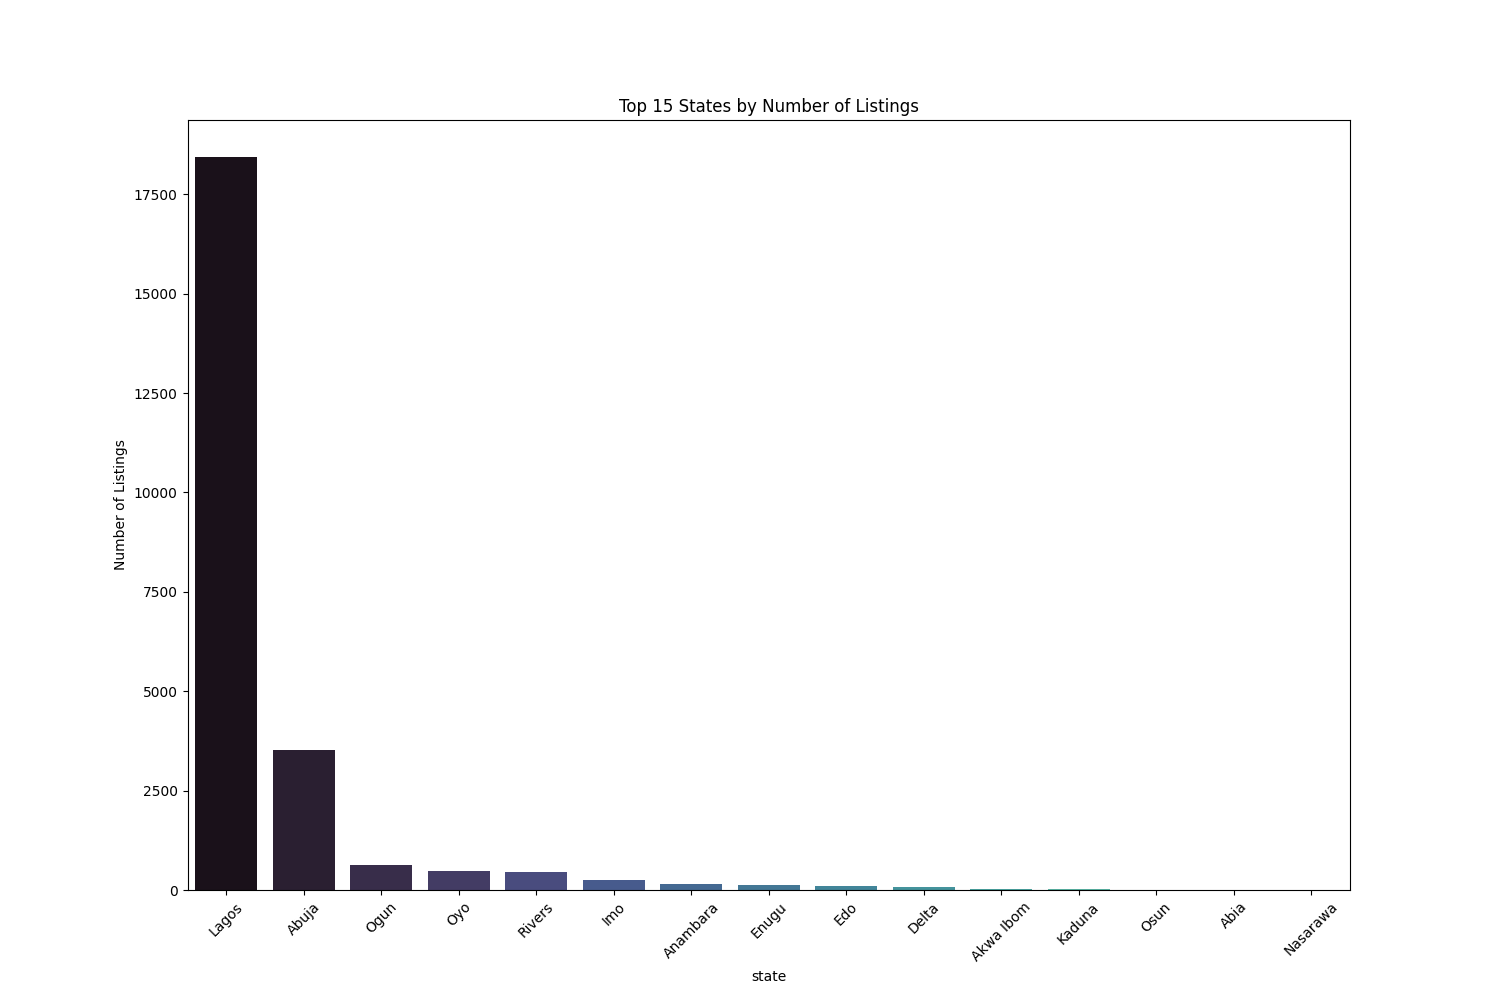 Top 15 States by Number of Listings
17500
15000
12500
10000
7500
5000
2500
0
Number of Listings
Lagos
Abuja
Ogun
Oyo
Rivers
Imo
Anambara
Enugu
Edo
Delta
Akwa Ibom
Kaduna
Osun
Abia
Nasarawa
state